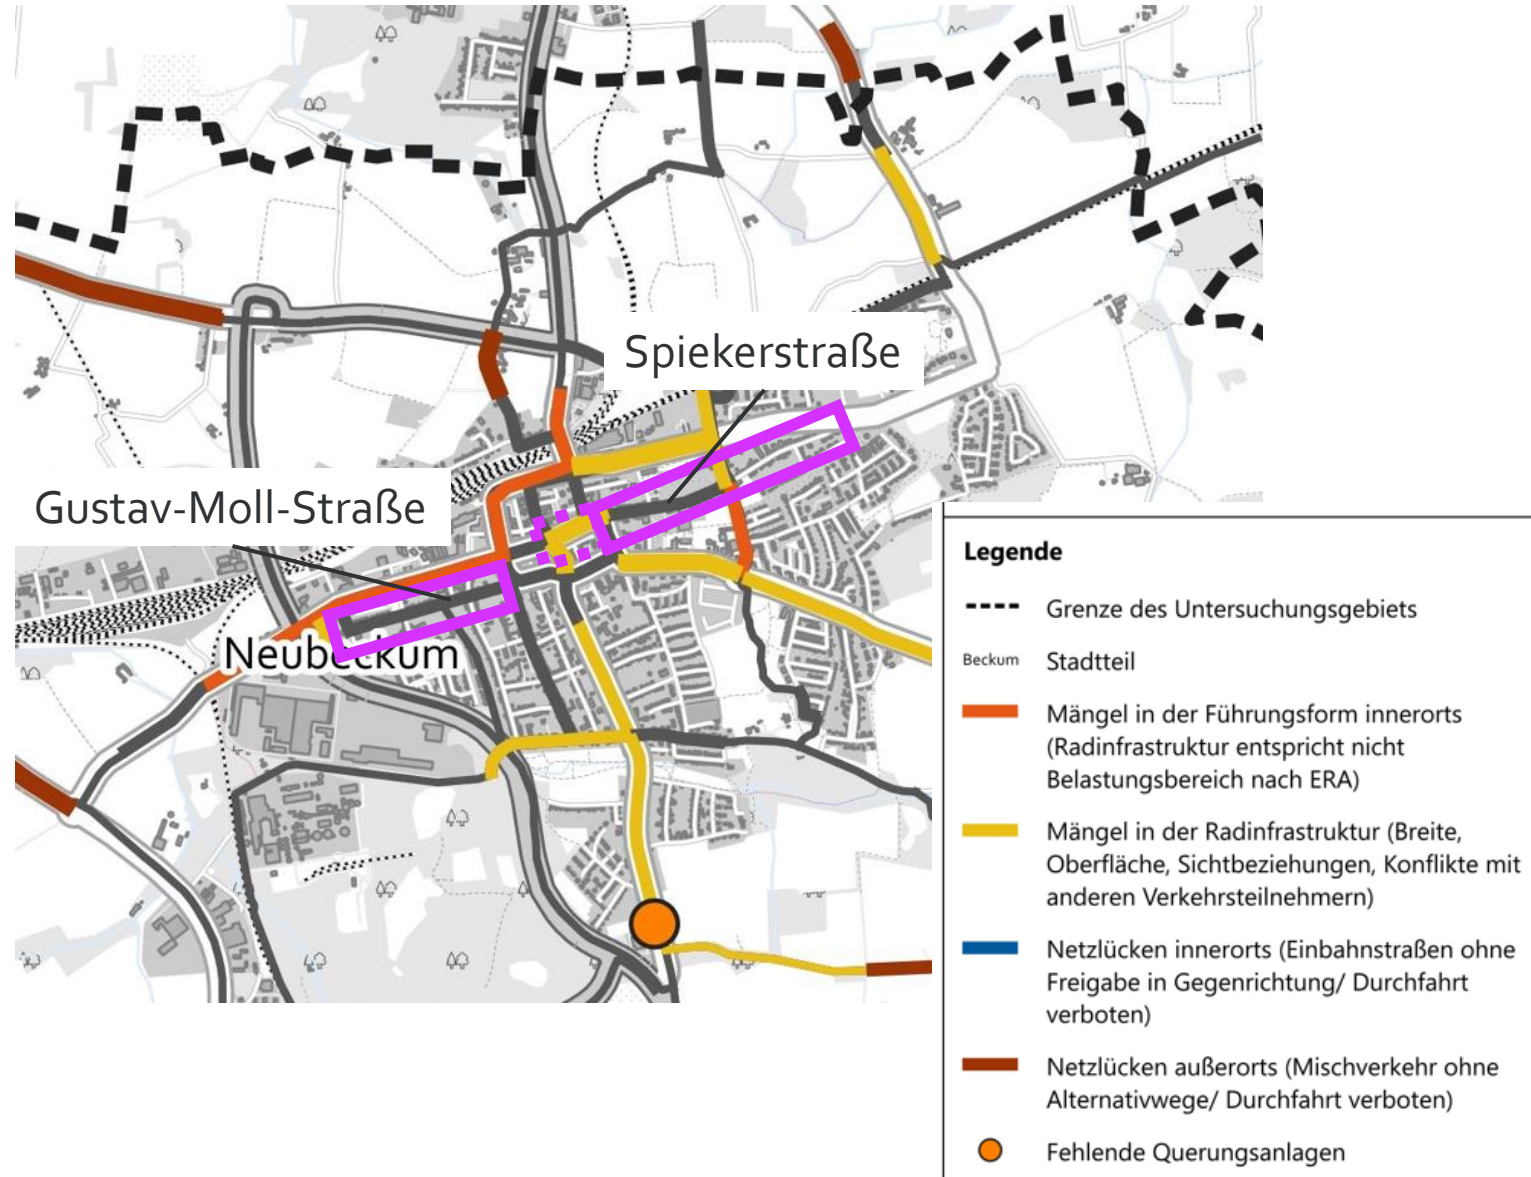 Spiekerstraße
Gustav-Moll-Straße
Neubeckum
Legende
Grenze des Untersuchungsgebiets
Beckum Stadtteil
Mängel in der Führungsform innerorts
(Radinfrastruktur entspricht nicht
Belastungsbereich nach ERA)
Mängel in der Radinfrastruktur (Breite,
Oberfläche, Sichtbeziehungen, Konflikte mit
anderen Verkehrsteilnehmern)
Netzlücken innerorts (Einbahnstraßen ohne
Freigabe in Gegenrichtung/ Durchfahrt
verboten)
Netzlücken außerorts (Mischverkehr ohne
Alternativwege/ Durchfahrt verboten)
Fehlende Querungsanlagen